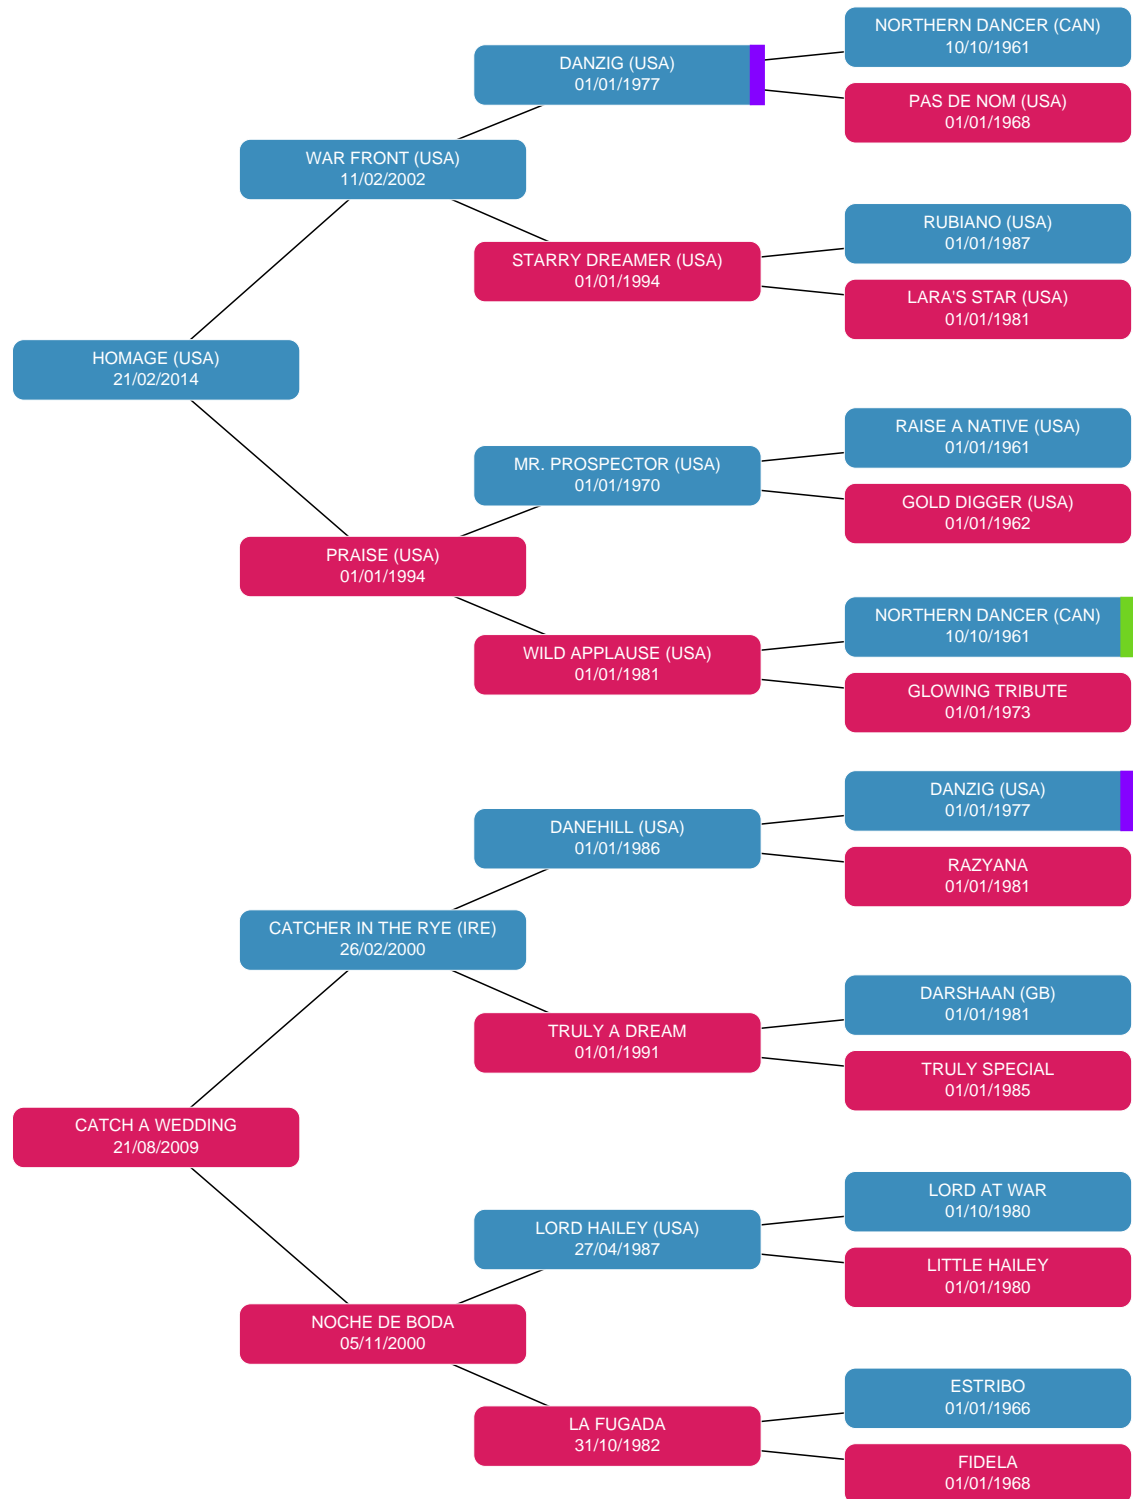 NORTHERN DANCER (CAN)
10/10/1961
DANZIG (USA)
01/01/1977
PAS DE NOM (USA)
01/01/1968
WAR FRONT (USA)
11/02/2002
RUBIANO (USA)
01/01/1987
STARRY DREAMER (USA)
01/01/1994
LARA'S STAR (USA)
01/01/1981
HOMAGE (USA)
21/02/2014
RAISE A NATIVE (USA)
01/01/1961
MR. PROSPECTOR (USA)
01/01/1970
GOLD DIGGER (USA)
01/01/1962
PRAISE (USA)
01/01/1994
NORTHERN DANCER (CAN)
10/10/1961
WILD APPLAUSE (USA)
01/01/1981
GLOWING TRIBUTE
01/01/1973
DANZIG (USA)
01/01/1977
DANEHILL (USA)
01/01/1986
RAZYANA
01/01/1981
CATCHER IN THE RYE (IRE)
26/02/2000
DARSHAAN (GB)
01/01/1981
TRULY A DREAM
01/01/1991
TRULY SPECIAL
01/01/1985
CATCH A WEDDING
21/08/2009
LORD AT WAR
01/10/1980
LORD HAILEY (USA)
27/04/1987
LITTLE HAILEY
01/01/1980
NOCHE DE BODA
05/11/2000
ESTRIBO
01/01/1966
LA FUGADA
31/10/1982
FIDELA
01/01/1968